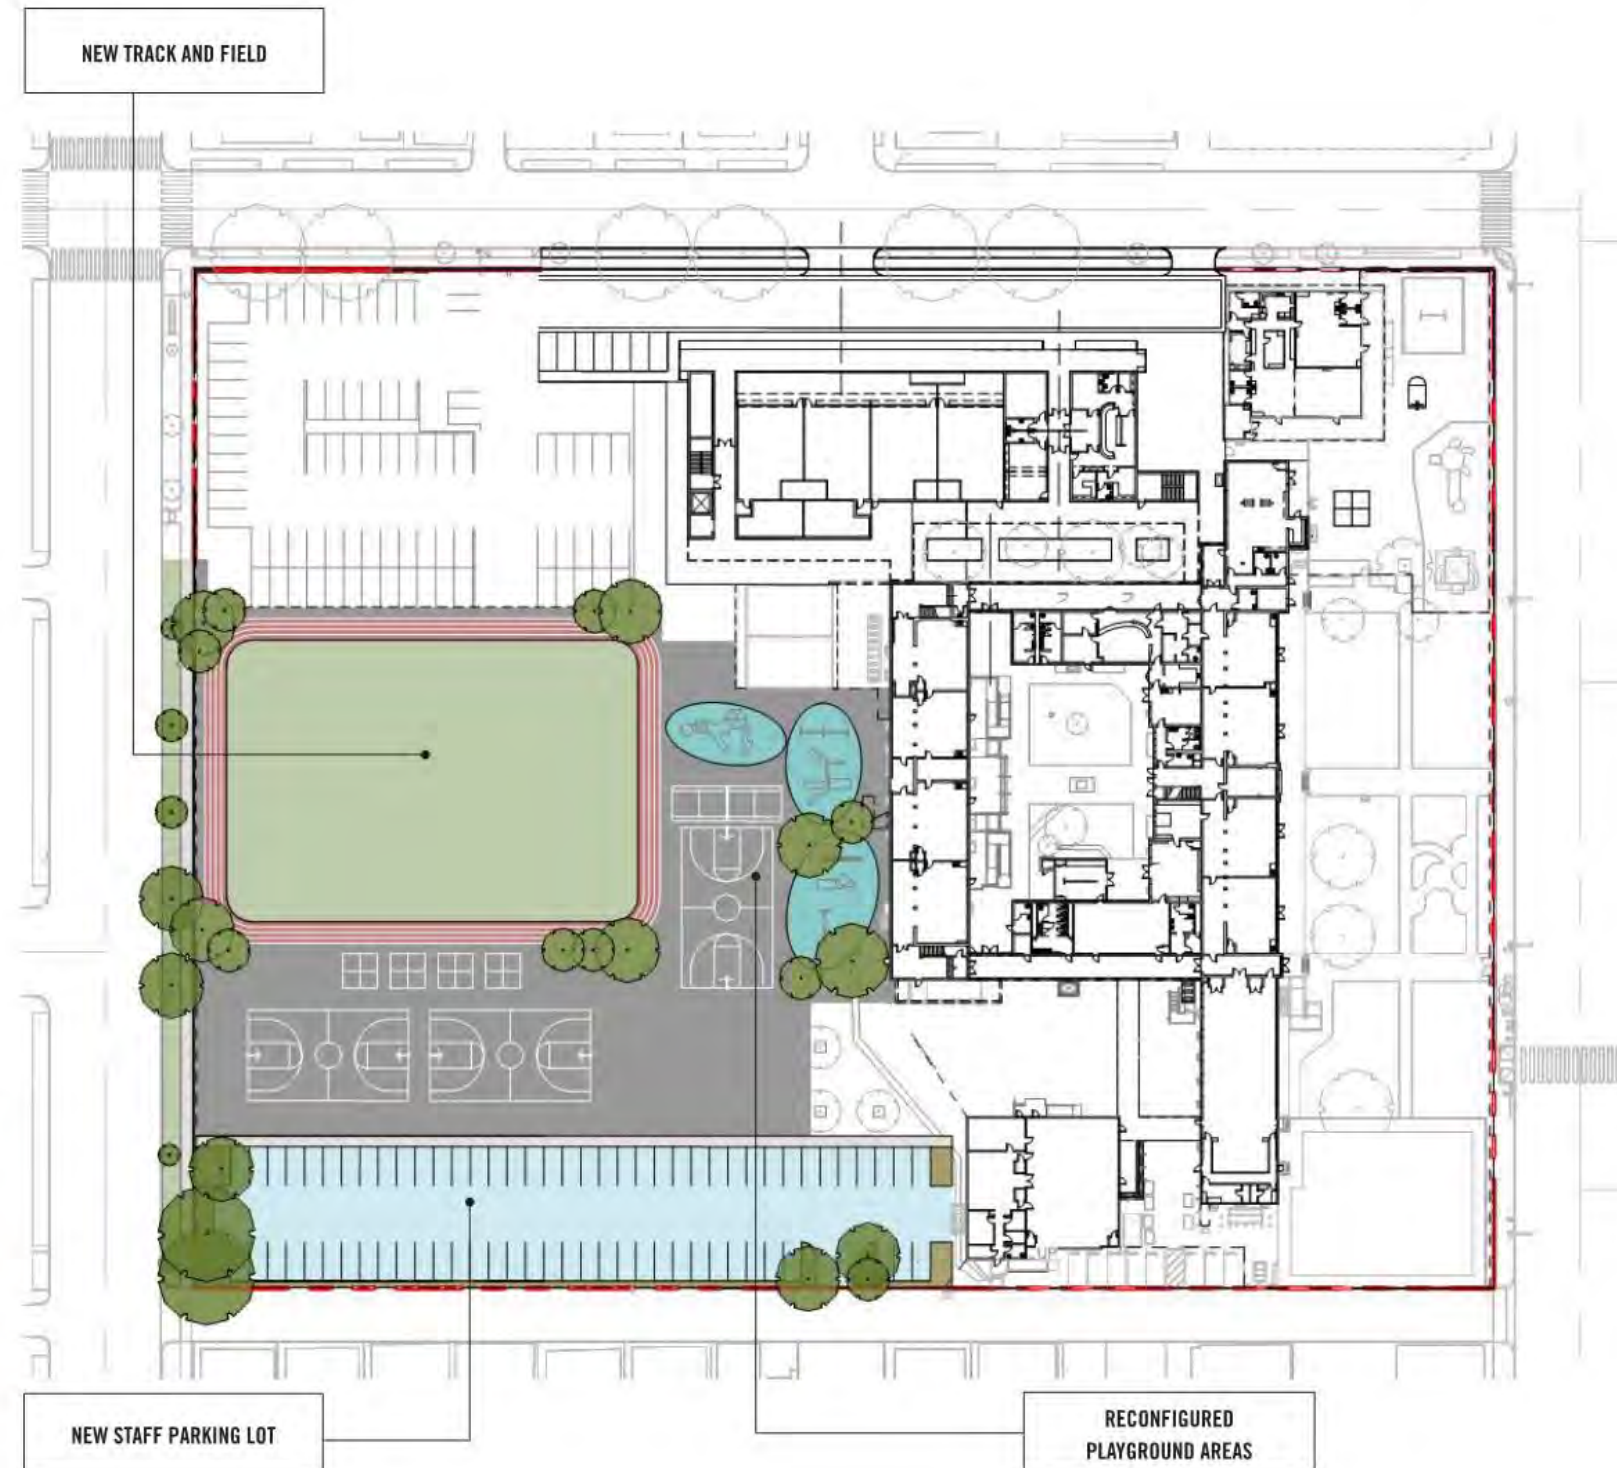 NEW TRACK AND FIELD
NEW STAFF PARKING LOT
RECONFIGURED
PLAYGROUND AREAS